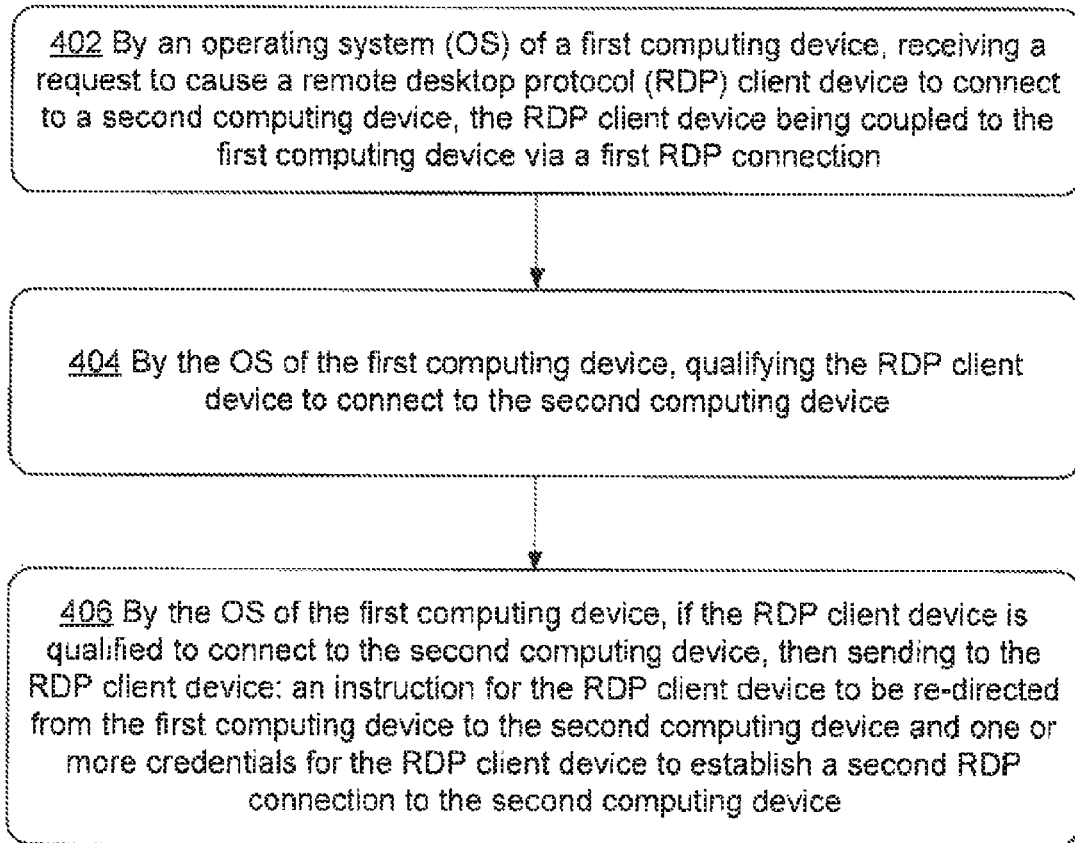 402 By an operating system (OS) of a first computing device, receiving a
request to cause a remote desktop protocol (RDP) client device to connect
to a second computing device, the RDP client device being coupled to the
first computing device via a first RDP connection
404 By the OS of the first computing device, qualifying the RDP client
device to connect to the second computing device
406 By the OS of the first computing device, if the RDP client device is
qualified to connect to the second computing device, then sending to the
RDP client device: an instruction for the RDP client device to be re-directed
from the first computing device to the second computing device and one or
more credentials for the RDP client device to establish a second RDP
connection to the second computing device